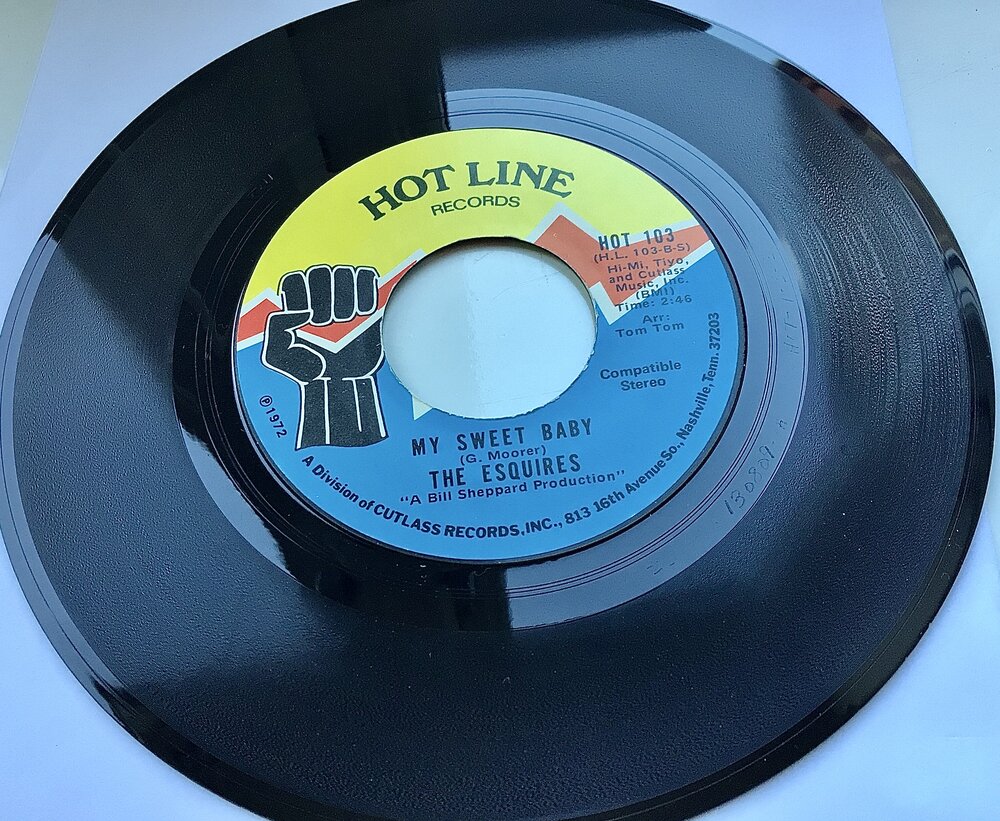 HOT LINE
RECORDS
HOT 103
(H.L. 103-B-S)
Hi-Mi, Tiyo,
and Cutlass
Music, Inc.
(BMI)
Time: 2:46
Arr:
Tom Tom
Compatible
Stereo
℗1972
MY SWEET BABY
(G. Moorer)
THE ESQUIRES
"A Bill Sheppard Production"
A Division of CUTLASS RECORDS, INC., 813 16th Avenue So., Nashville, Tenn. 37203